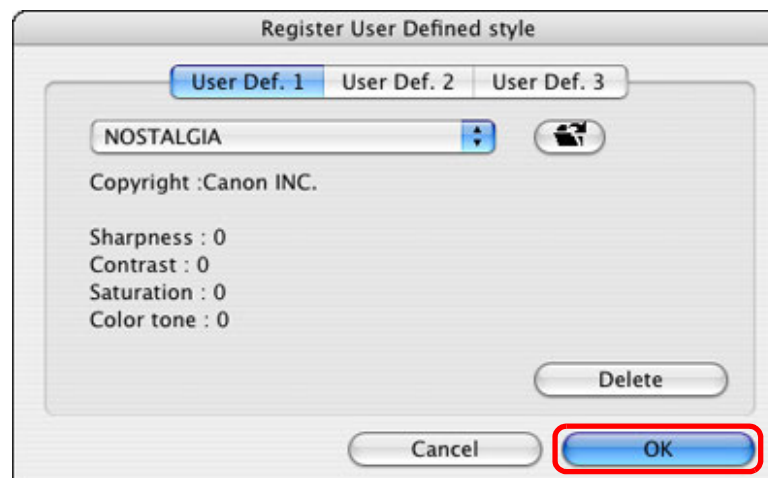 Register User Defined style
User Def. 1 User Def. 2 User Def. 3
NOSTALGIA
Copyright :Canon INC.
Sharpness : 0
Contrast : 0
Saturation : 0
Color tone : 0
Delete
Cancel OK